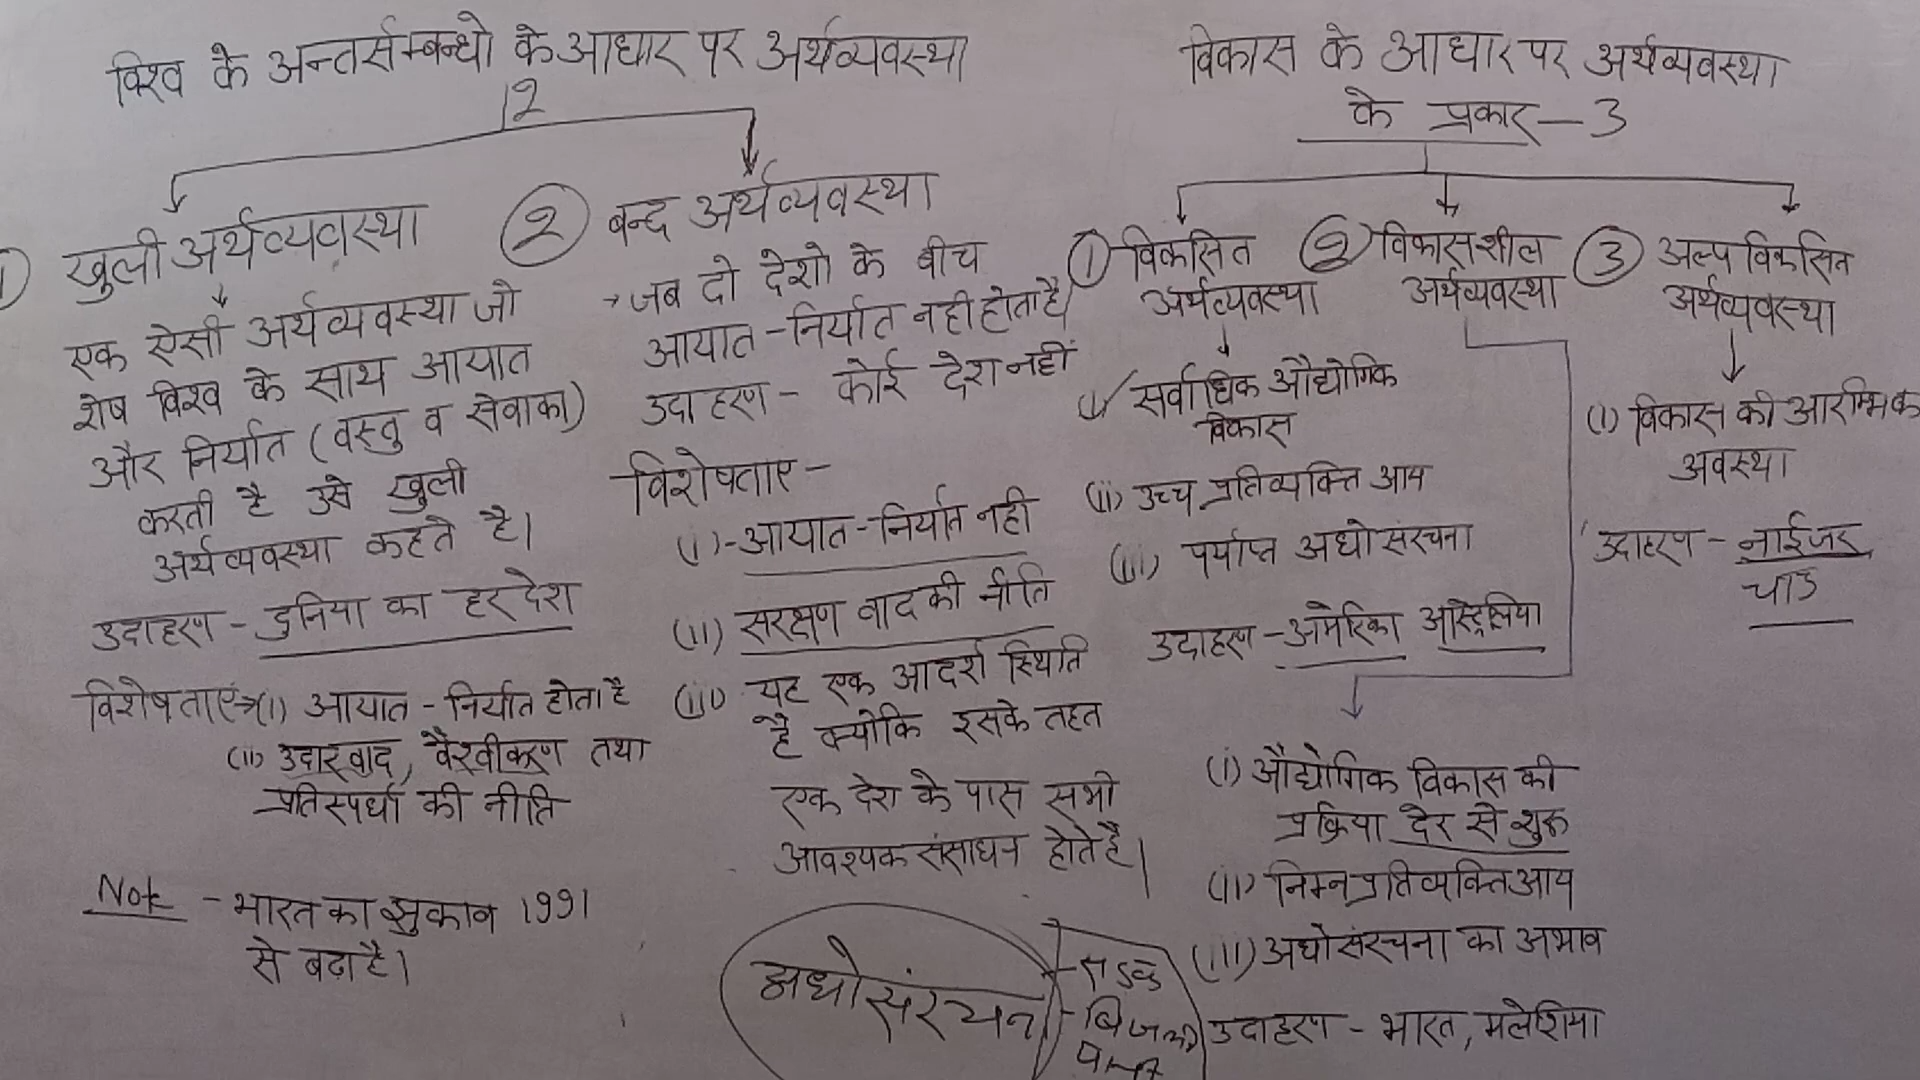 विश्व के अन्तर्सम्बन्धो के आधार पर अर्थव्यवस्था
2
① खुली अर्थव्यवस्था
एक ऐसी अर्थव्यवस्था जो
शेष विश्व के साथ आयात
और निर्यात (वस्तु व सेवाका)
करती है उसे खुली
अर्थव्यवस्था कहते है।
उदाहरण - दुनिया का हर देश
विशेषताएं→(i) आयात - निर्यात होता है
(ii) उदारवाद, वैश्वीकरण तथा
प्रतिस्पर्धा की नीति
Note - भारत का झुकाव 1991
से बढ़ा है।
② बन्द अर्थव्यवस्था
→जब दो देशो के बीच
आयात-निर्यात नही होता है।
उदाहरण - कोई देश नहीं
विशेषताए -
(i)-आयात-निर्यात नही
(ii) सरक्षण वाद की नीति
(iii) यह एक आदर्श स्थिति
है क्योकि इसके तहत
एक देश के पास सभी
आवश्यक संसाधन होते है।
अधोसंरचना
सड़क
बिजली
विकास के आधार पर अर्थव्यवस्था
के प्रकार - 3
① विकसित
अर्थव्यवस्था
(i) सर्वाधिक औद्योगिक
विकास
(ii) उच्च प्रतिव्यक्ति आय
(iii) पर्याप्त अधोसंरचना
उदाहरण - अमेरिका आस्ट्रेलिया
② विकासशील
अर्थव्यवस्था
(i) औद्योगिक विकास की
प्रक्रिया देर से शुरू
(ii) निम्न प्रतिव्यक्ति आय
(iii) अधोसंरचना का अभाव
उदाहरण - भारत, मलेशिया
③ अल्प विकसित
अर्थव्यवस्था
(i) विकास की आरम्भिक
अवस्था
उदाहरण - नाईजर
चाड